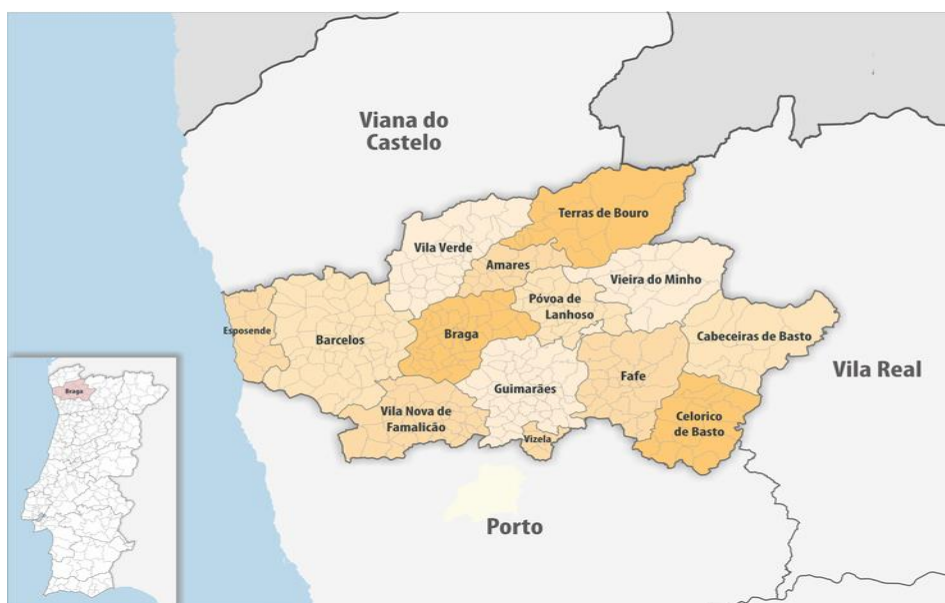 Viana do
Castelo
Terras de Bouro
Vila Verde
Amares
Vieira do Minho
Póvoa de
Lanhoso
Esposende
Barcelos
Braga
Cabeceiras de Basto
Guimarães
Fafe
Vila Real
Vila Nova de
Famalicão
Celorico
de Basto
Vizela
Porto
Braga